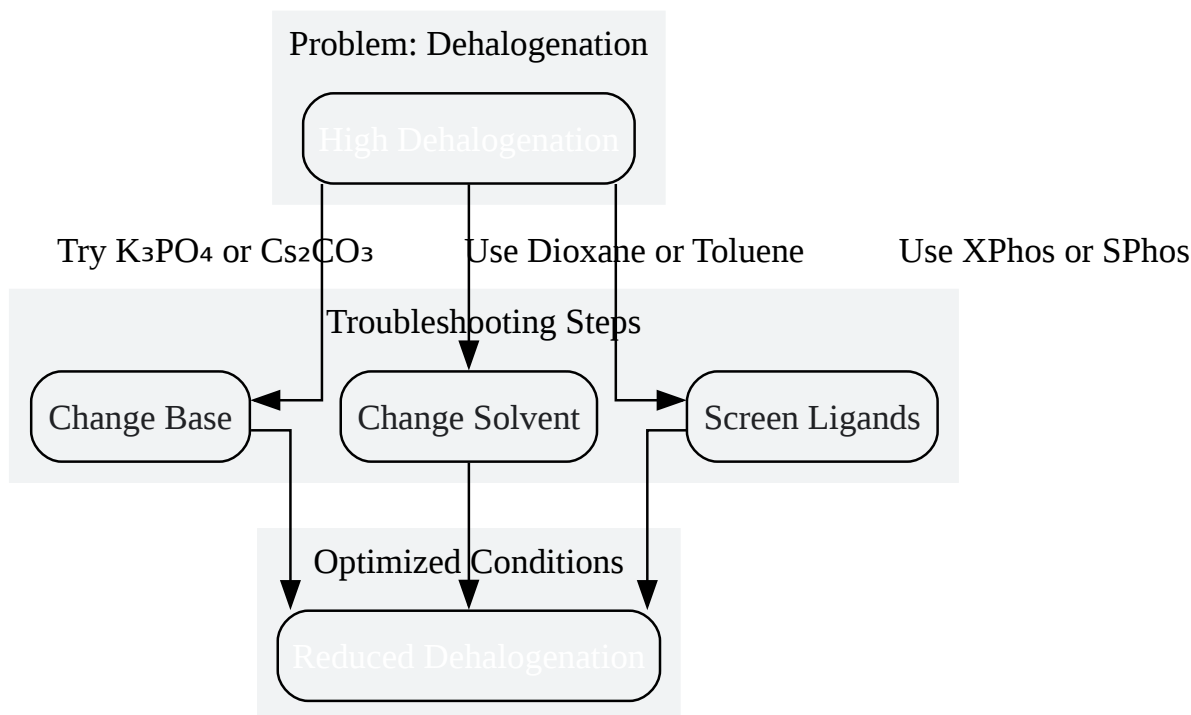 Problem: Dehalogenation
High Dehalogenation
Try K₃PO₄ or Cs₂CO₃
Use Dioxane or Toluene
Use XPhos or SPhos
Troubleshooting Steps
Change Base
Change Solvent
Screen Ligands
Optimized Conditions
Reduced Dehalogenation